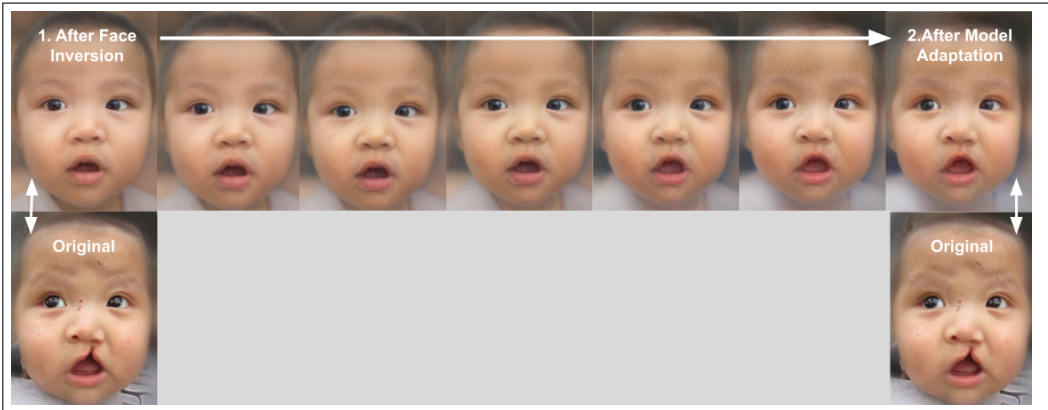 1. After Face
Inversion
2.After Model
Adaptation
Original
Original